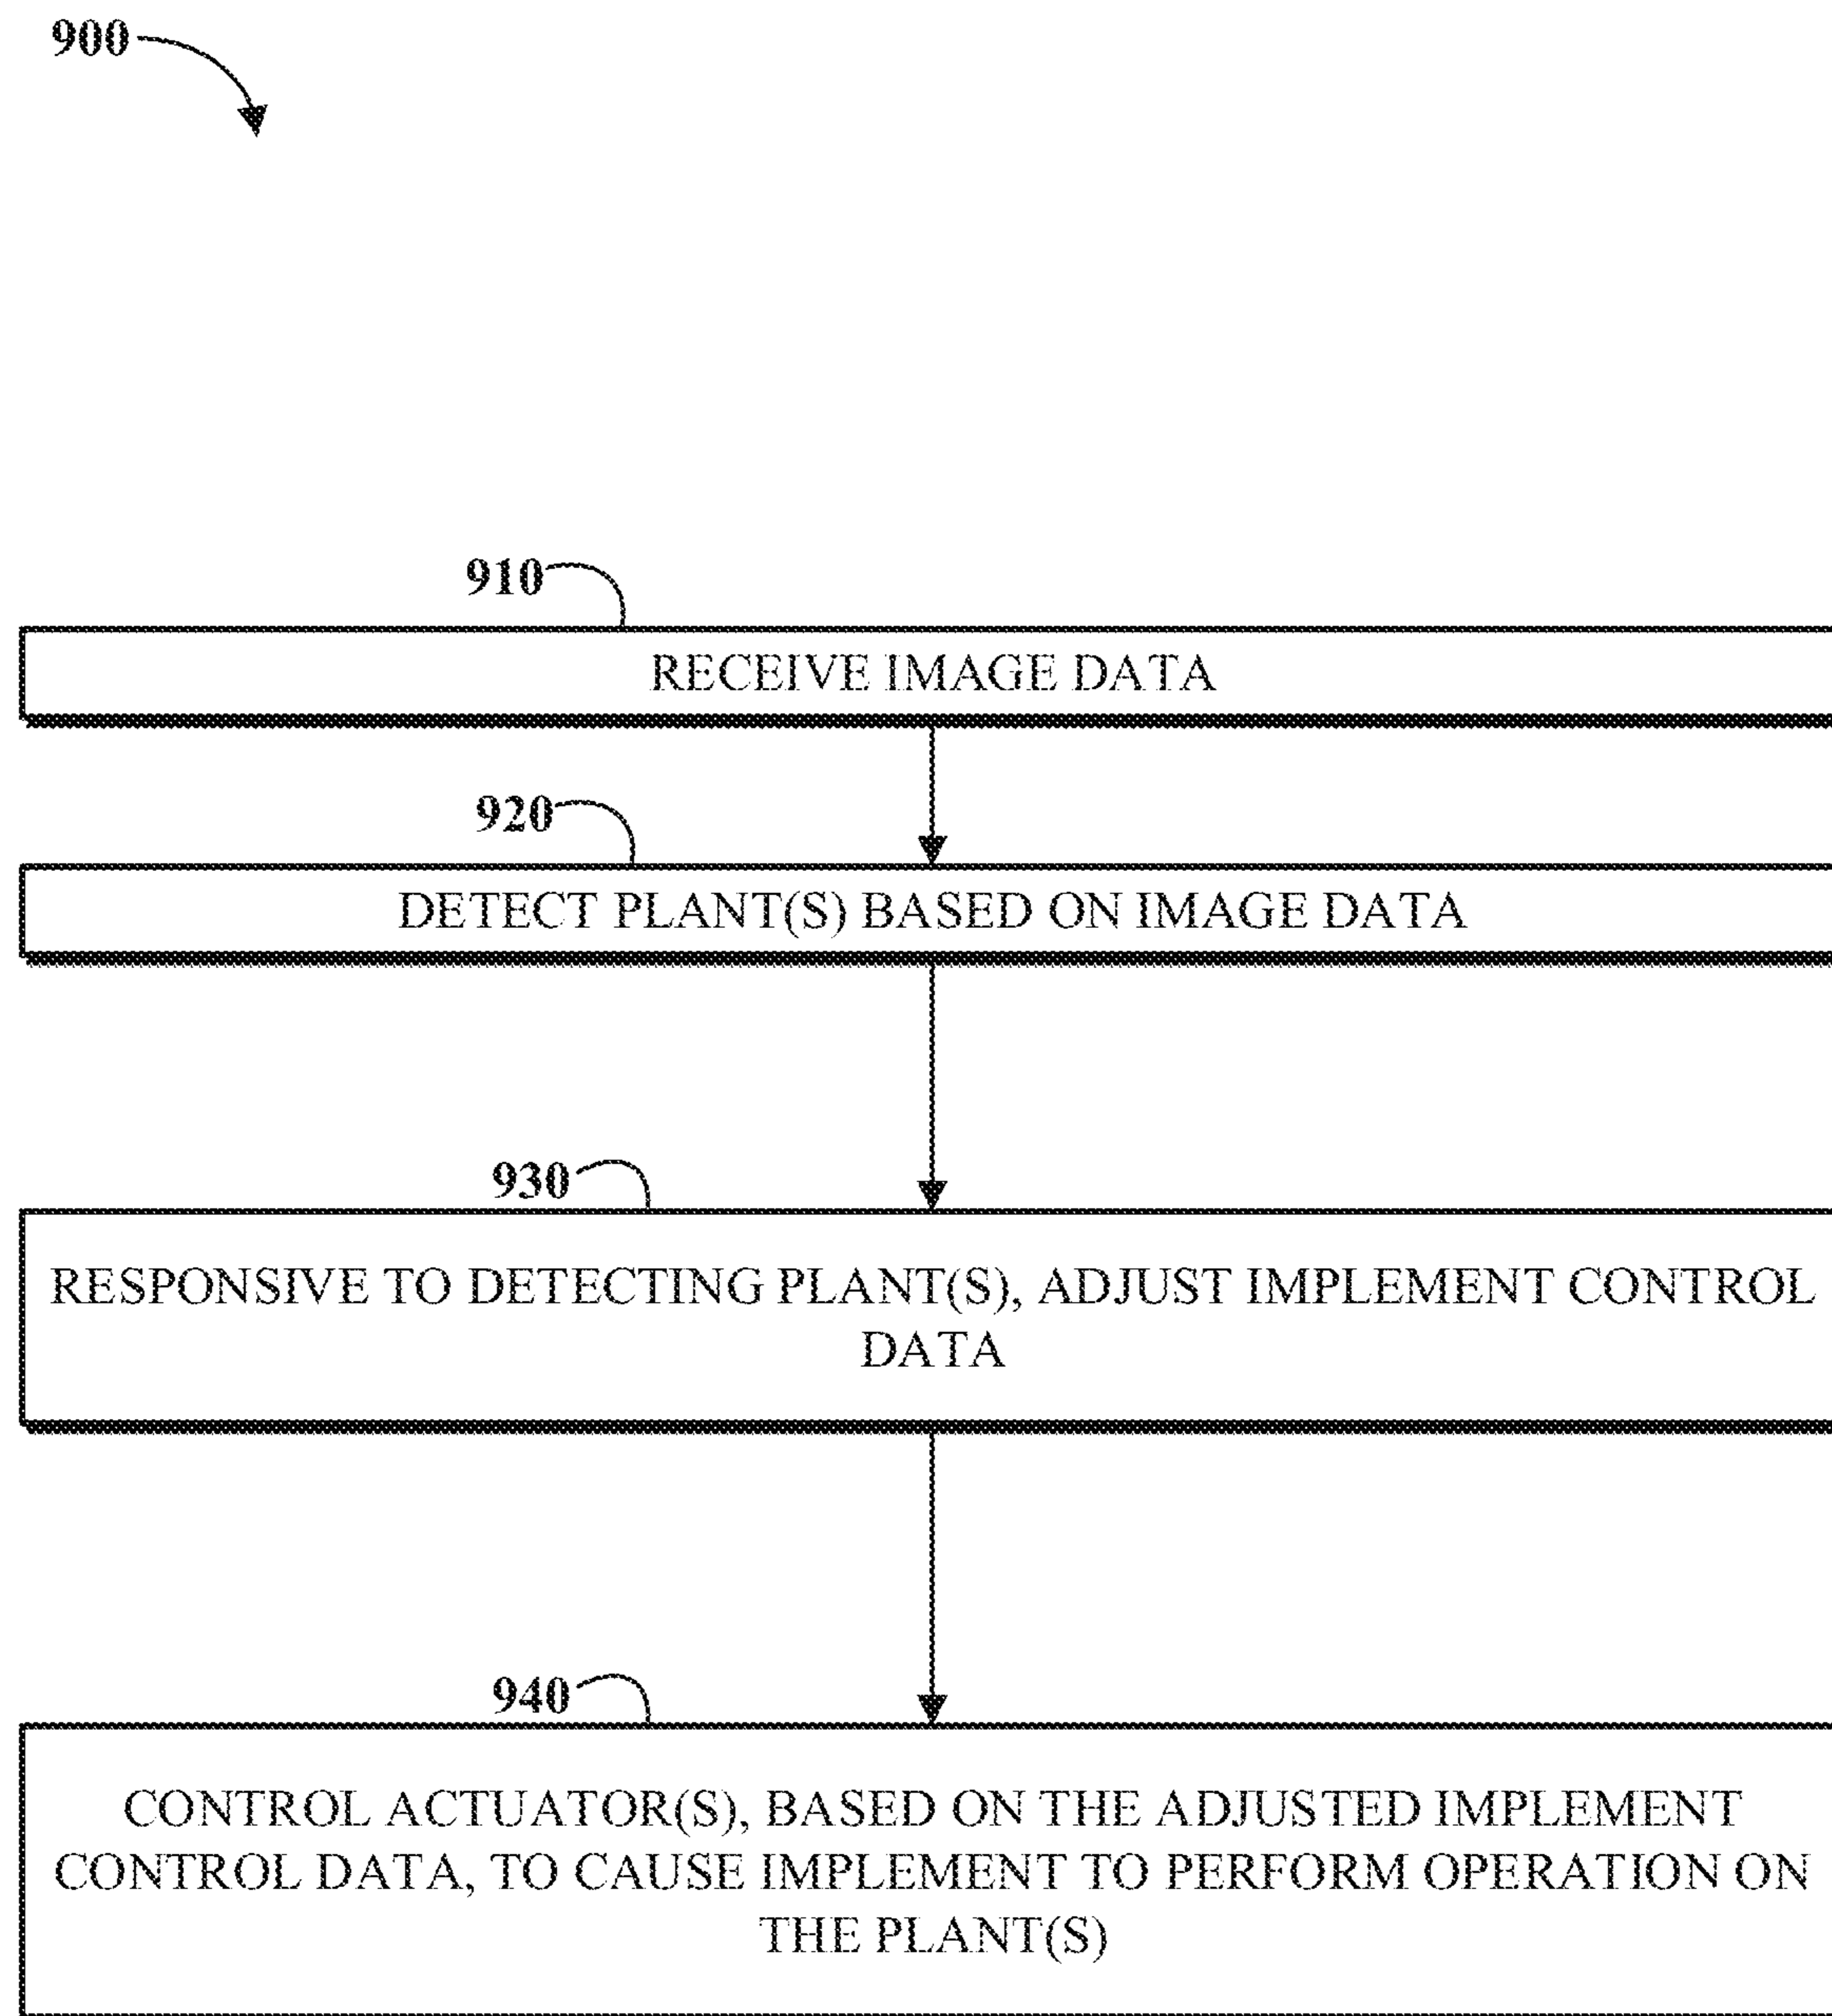 900
910
RECEIVE IMAGE DATA
920
DETECT PLANT(S) BASED ON IMAGE DATA
930
RESPONSIVE TO DETECTING PLANT(S), ADJUST IMPLEMENT CONTROL
DATA
940
CONTROL ACTUATOR(S), BASED ON THE ADJUSTED IMPLEMENT
CONTROL DATA, TO CAUSE IMPLEMENT TO PERFORM OPERATION ON
THE PLANT(S)